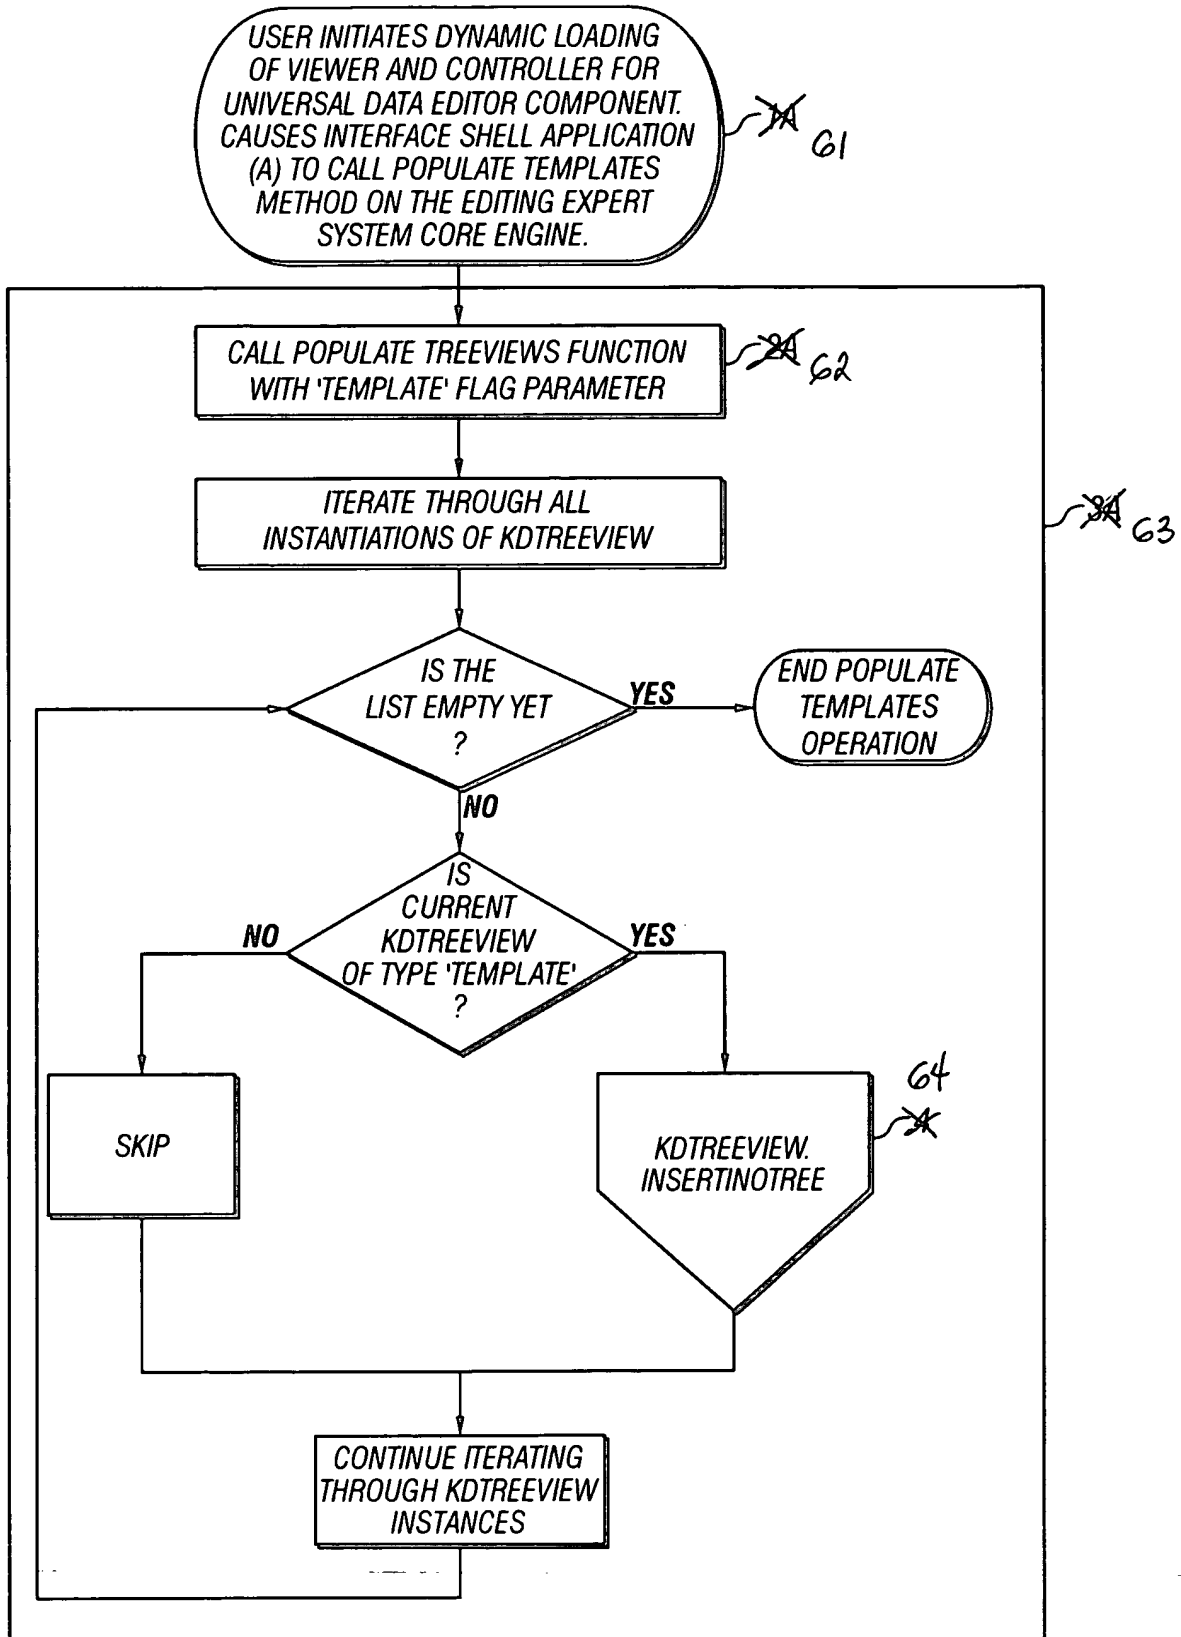 USER INITIATES DYNAMIC LOADING
OF VIEWER AND CONTROLLER FOR
UNIVERSAL DATA EDITOR COMPONENT.
CAUSES INTERFACE SHELL APPLICATION
(A) TO CALL POPULATE TEMPLATES
METHOD ON THE EDITING EXPERT
SYSTEM CORE ENGINE.
1A
61
CALL POPULATE TREEVIEWS FUNCTION
WITH 'TEMPLATE' FLAG PARAMETER
2A
62
ITERATE THROUGH ALL
INSTANTIATIONS OF KDTREEVIEW
3A
63
IS THE
LIST EMPTY YET
?
YES
END POPULATE
TEMPLATES
OPERATION
NO
IS
CURRENT
KDTREEVIEW
OF TYPE 'TEMPLATE'
?
NO
YES
SKIP
64
KDTREEVIEW.
INSERTINOTREE
CONTINUE ITERATING
THROUGH KDTREEVIEW
INSTANCES